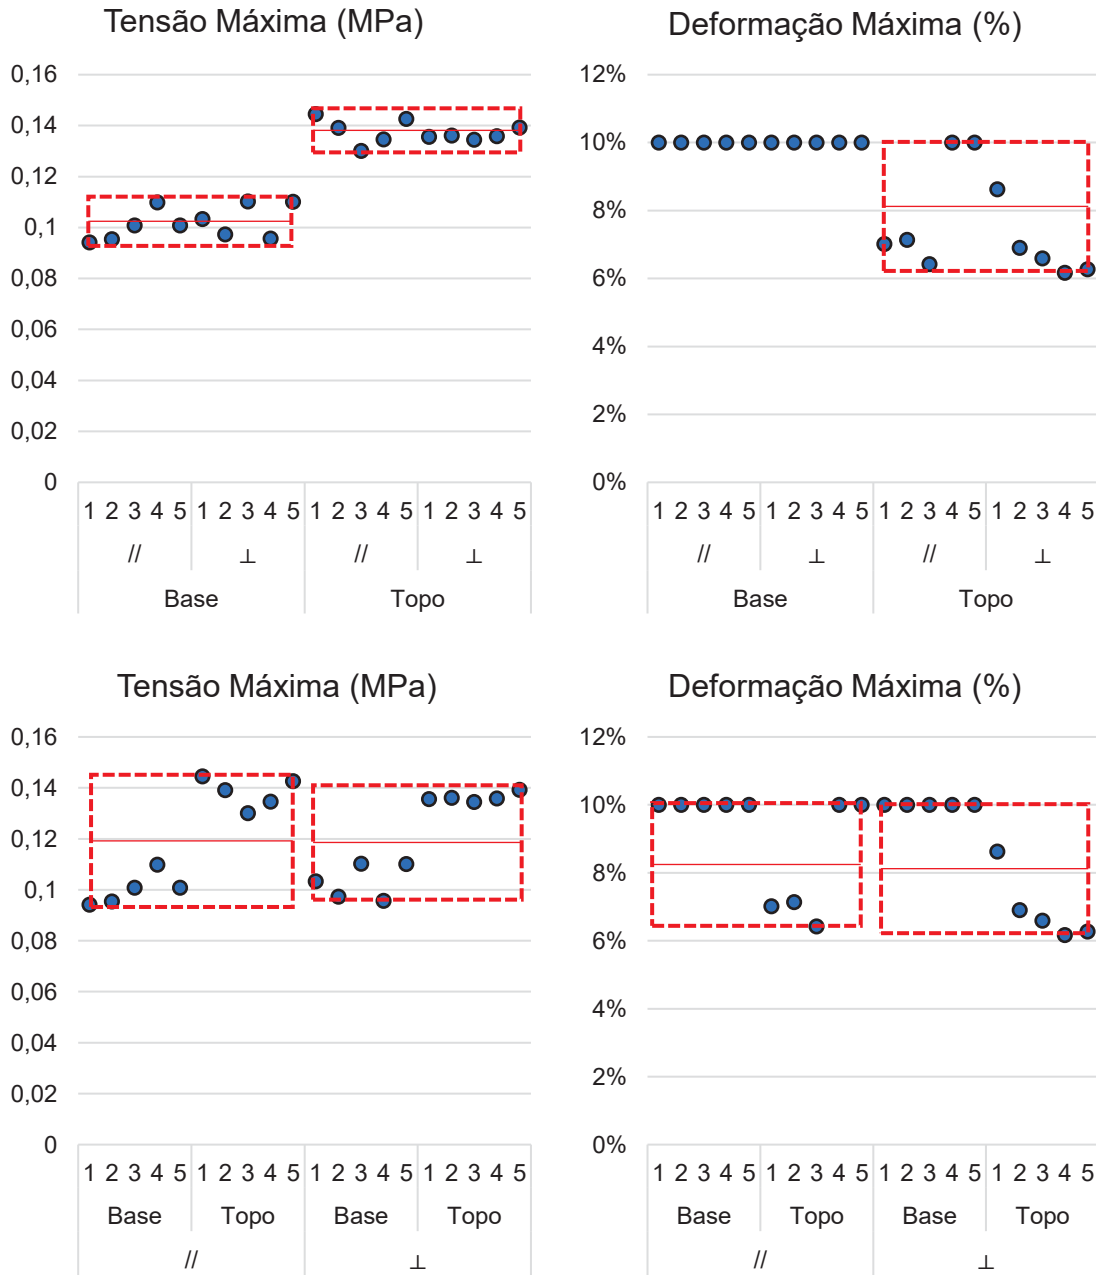 Tensão Máxima (MPa)
0,16
0,14
0,12
0,1
0,08
0,06
0,04
0,02
0
1 2 3 4 5 1 2 3 4 5 1 2 3 4 5 1 2 3 4 5
// ⊥ // ⊥
Base Topo
Deformação Máxima (%)
12%
10%
8%
6%
4%
2%
0%
1 2 3 4 5 1 2 3 4 5 1 2 3 4 5 1 2 3 4 5
// ⊥ // ⊥
Base Topo
Tensão Máxima (MPa)
0,16
0,14
0,12
0,1
0,08
0,06
0,04
0,02
0
1 2 3 4 5 1 2 3 4 5 1 2 3 4 5 1 2 3 4 5
Base Topo Base Topo
// ⊥
Deformação Máxima (%)
12%
10%
8%
6%
4%
2%
0%
1 2 3 4 5 1 2 3 4 5 1 2 3 4 5 1 2 3 4 5
Base Topo Base Topo
// ⊥